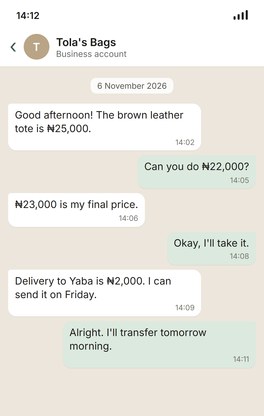 14:12
T
Tola's Bags
Business account
6 November 2026
Good afternoon! The brown leather
tote is ₦25,000.
14:02
Can you do ₦22,000?
14:05
₦23,000 is my final price.
14:06
Okay, I'll take it.
14:08
Delivery to Yaba is ₦2,000. I can
send it on Friday.
14:09
Alright. I'll transfer tomorrow
morning.
14:11